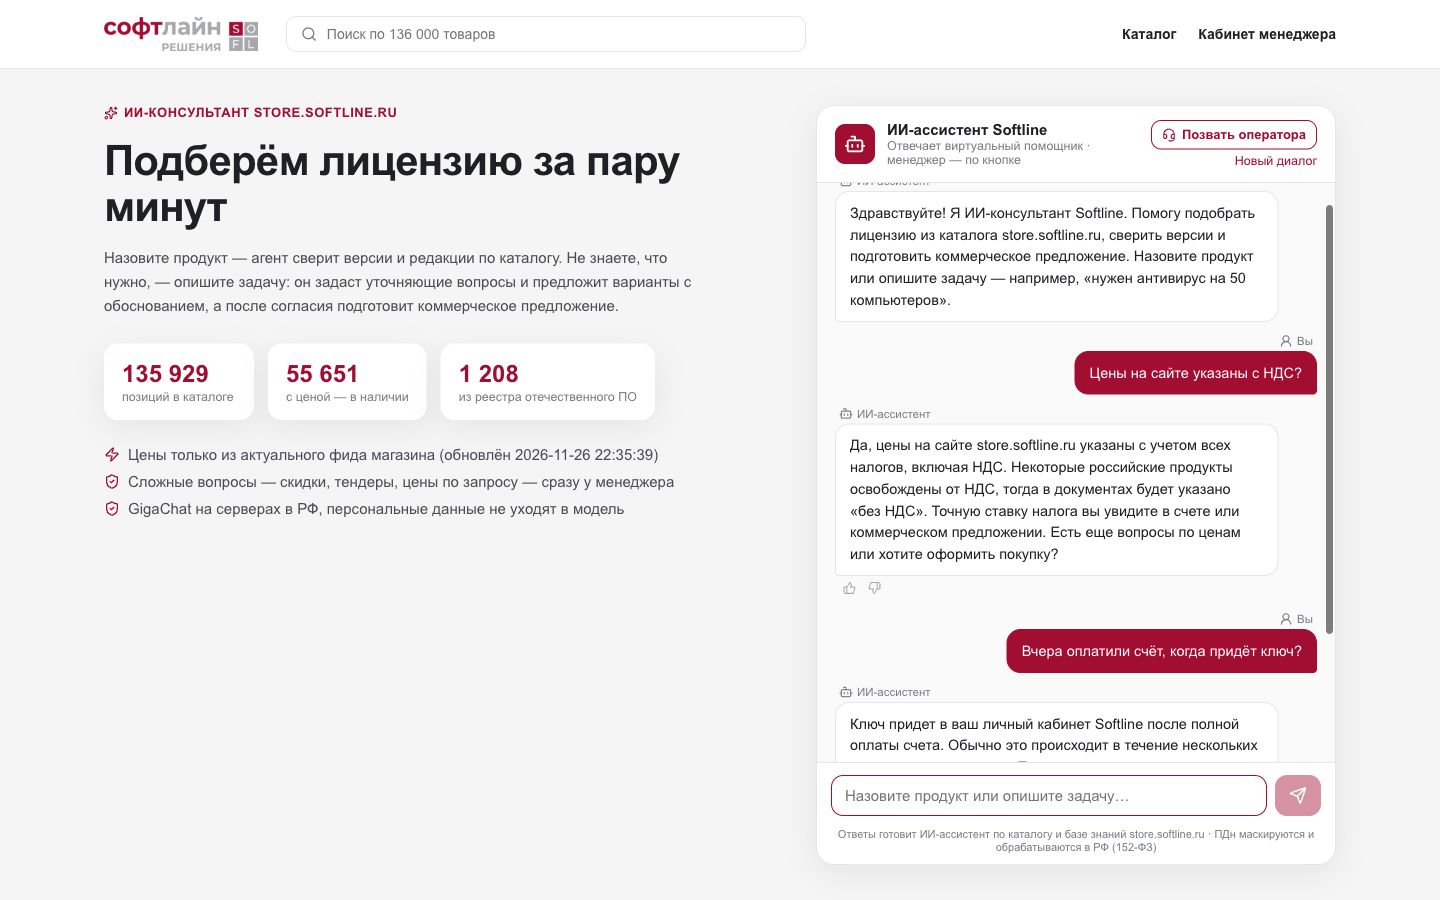 софтлайн
РЕШЕНИЯ
S O
F L
Поиск по 136 000 товаров
Каталог
Кабинет менеджера
ИИ-КОНСУЛЬТАНТ STORE.SOFTLINE.RU
Подберём лицензию за пару
минут
Назовите продукт — агент сверит версии и редакции по каталогу. Не знаете, что
нужно, — опишите задачу: он задаст уточняющие вопросы и предложит варианты с
обоснованием, а после согласия подготовит коммерческое предложение.
135 929
позиций в каталоге
55 651
с ценой — в наличии
1 208
из реестра отечественного ПО
Цены только из актуального фида магазина (обновлён 2026-11-26 22:35:39)
Сложные вопросы — скидки, тендеры, цены по запросу — сразу у менеджера
GigaChat на серверах в РФ, персональные данные не уходят в модель
ИИ-ассистент Softline
Отвечает виртуальный помощник ·
менеджер — по кнопке
Позвать оператора
Новый диалог
ИИ-ассистент
Здравствуйте! Я ИИ-консультант Softline. Помогу подобрать
лицензию из каталога store.softline.ru, сверить версии и
подготовить коммерческое предложение. Назовите продукт
или опишите задачу — например, «нужен антивирус на 50
компьютеров».
Вы
Цены на сайте указаны с НДС?
ИИ-ассистент
Да, цены на сайте store.softline.ru указаны с учетом всех
налогов, включая НДС. Некоторые российские продукты
освобождены от НДС, тогда в документах будет указано
«без НДС». Точную ставку налога вы увидите в счете или
коммерческом предложении. Есть еще вопросы по ценам
или хотите оформить покупку?
Вы
Вчера оплатили счёт, когда придёт ключ?
ИИ-ассистент
Ключ придет в ваш личный кабинет Softline после полной
оплаты счета. Обычно это происходит в течение нескольких
Назовите продукт или опишите задачу…
Ответы готовит ИИ-ассистент по каталогу и базе знаний store.softline.ru · ПДн маскируются и
обрабатываются в РФ (152-ФЗ)